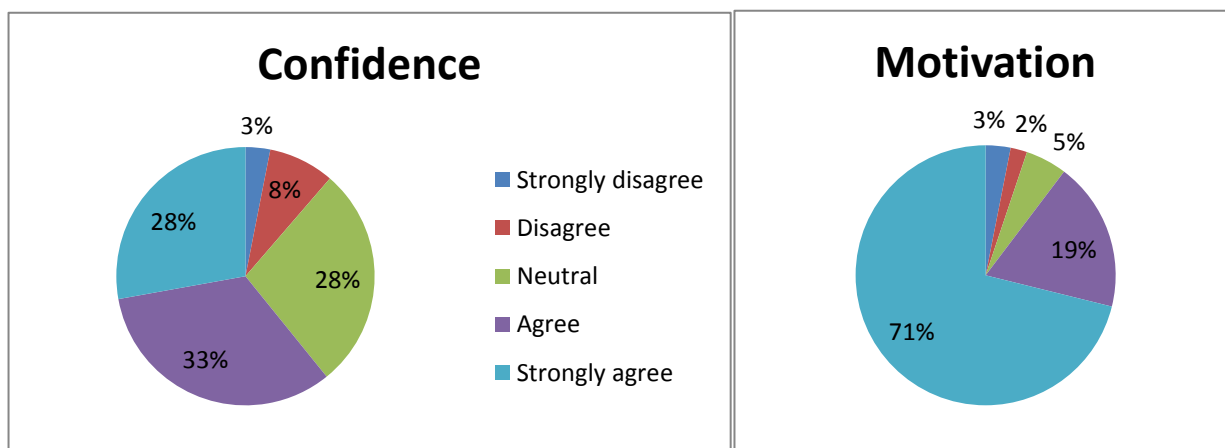 Confidence
3%
8%
28%
33%
28%
Strongly disagree
Disagree
Neutral
Agree
Strongly agree
Motivation
3%
2%
5%
19%
71%